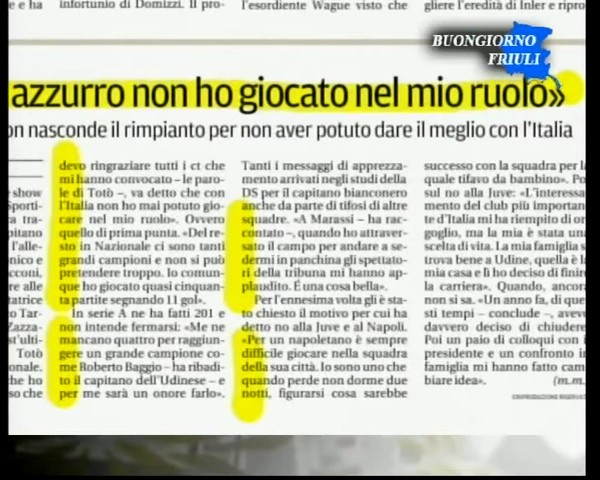 e e ha
infortunio di Domizzi. Il pro-
l'esordiente Wague visto che
gliere l'eredità di Inler e ripro
BUONGIORNO
FRIULI
azzurro non ho giocato nel mio ruolo»
on nasconde il rimpianto per non aver potuto dare il meglio con l'Italia
show
Sporti-
a tra-
pitano
l'alle-
nico e
cconi,
re alle
tatrice
o Tar-
Zazza-
st'ulti-
Totò
onale.
che ho
so che
devo ringraziare tutti i ct che
mi hanno convocato – le paro-
le di Totò –, va detto che con
l'Italia non ho mai potuto gio-
care nel mio ruolo». Ovvero
quello di prima punta. «Del re-
sto in Nazionale ci sono tanti
grandi campioni e non si può
pretendere troppo. Io comun-
que ho giocato quasi cinquan-
ta partite segnando 11 gol».
In serie A ne ha fatti 201 e
non intende fermarsi: «Me ne
mancano quattro per raggiun-
gere un grande campione co-
me Roberto Baggio – ha ribadi-
to il capitano dell'Udinese – e
per me sarà un onore farlo».
Tanti i messaggi di apprezza-
mento arrivati negli studi della
DS per il capitano bianconero
anche da parte di tifosi di altre
squadre. «A Marassi – ha rac-
contato –, quando ho attraver-
sato il campo per andare a se-
dermi in panchina gli spettato-
ri della tribuna mi hanno ap-
plaudito. È una cosa bella».
Per l'ennesima volta gli è sta-
to chiesto il motivo per cui ha
detto no alla Juve e al Napoli.
«Per un napoletano è sempre
difficile giocare nella squadra
della sua città. Io sono uno che
quando perde non dorme due
notti, figurarsi cosa sarebbe
successo con la squadra per la
quale tifavo da bambino». Po
sul no alla Juve: «L'interessa
mento del club più importan
te d'Italia mi ha riempito di or
goglio, ma la mia è stata una
scelta di vita. La mia famiglia s
trova bene a Udine, quella è la
mia casa e lì ho deciso di finire
la carriera». Quando, ancora
non si sa. «Un anno fa, di que
sti tempi – conclude –, avevo
davvero deciso di chiudere
Poi un paio di colloqui con i
presidente e un confronto in
famiglia mi hanno fatto cam
biare idea».
(m.m.
©RIPRODUZIONE RISERVAT